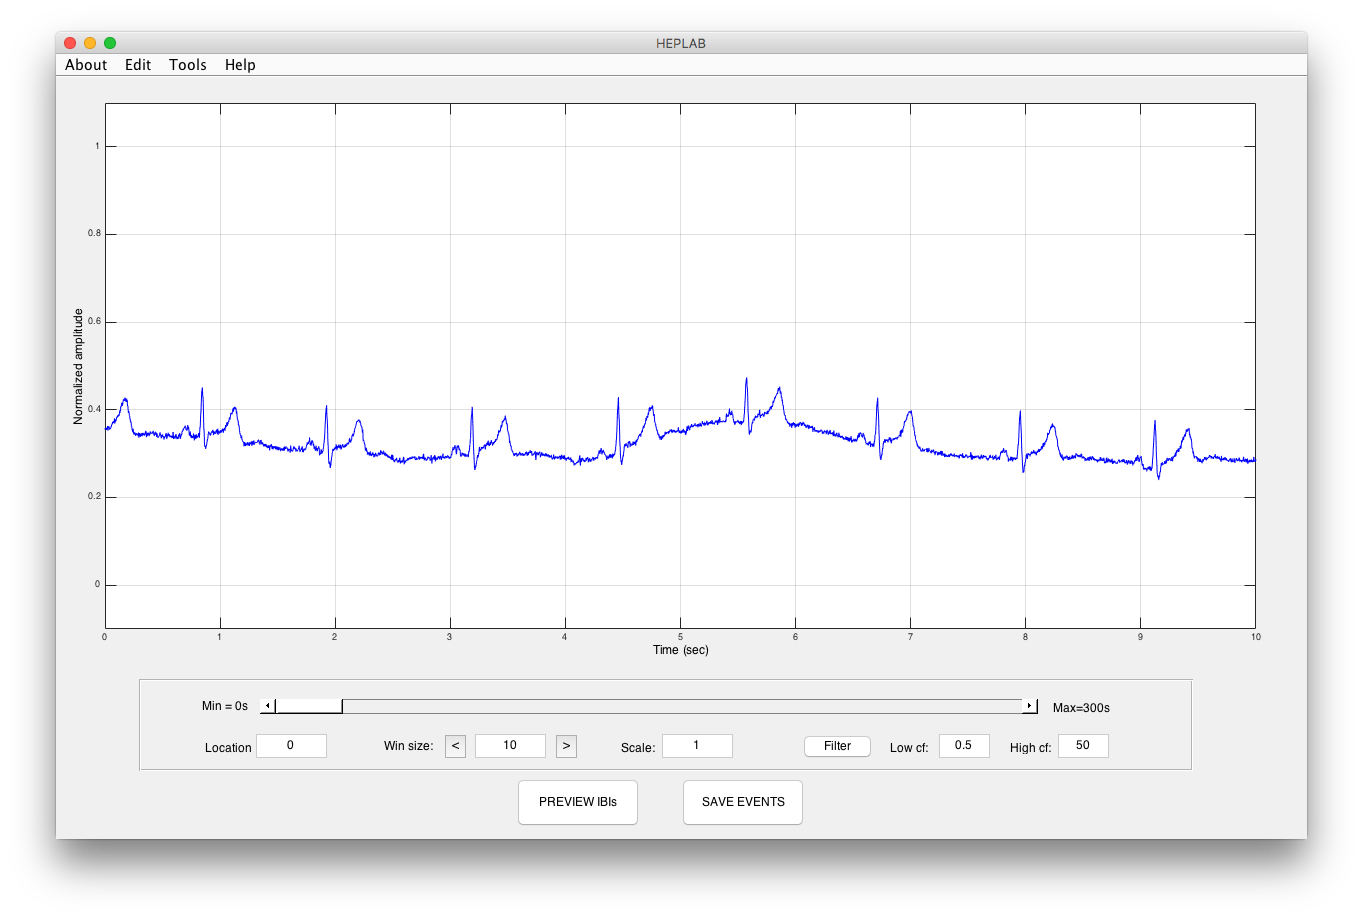 HEPLAB
About Edit Tools Help
1
0.8
0.6
0.4
0.2
0
Normalized amplitude
0 1 2 3 4 5 6 7 8 9 10
Time (sec)
Min = 0s Max=300s
Location 0 Win size: < 10 > Scale: 1 Filter Low cf: 0.5 High cf: 50
PREVIEW IBIs SAVE EVENTS